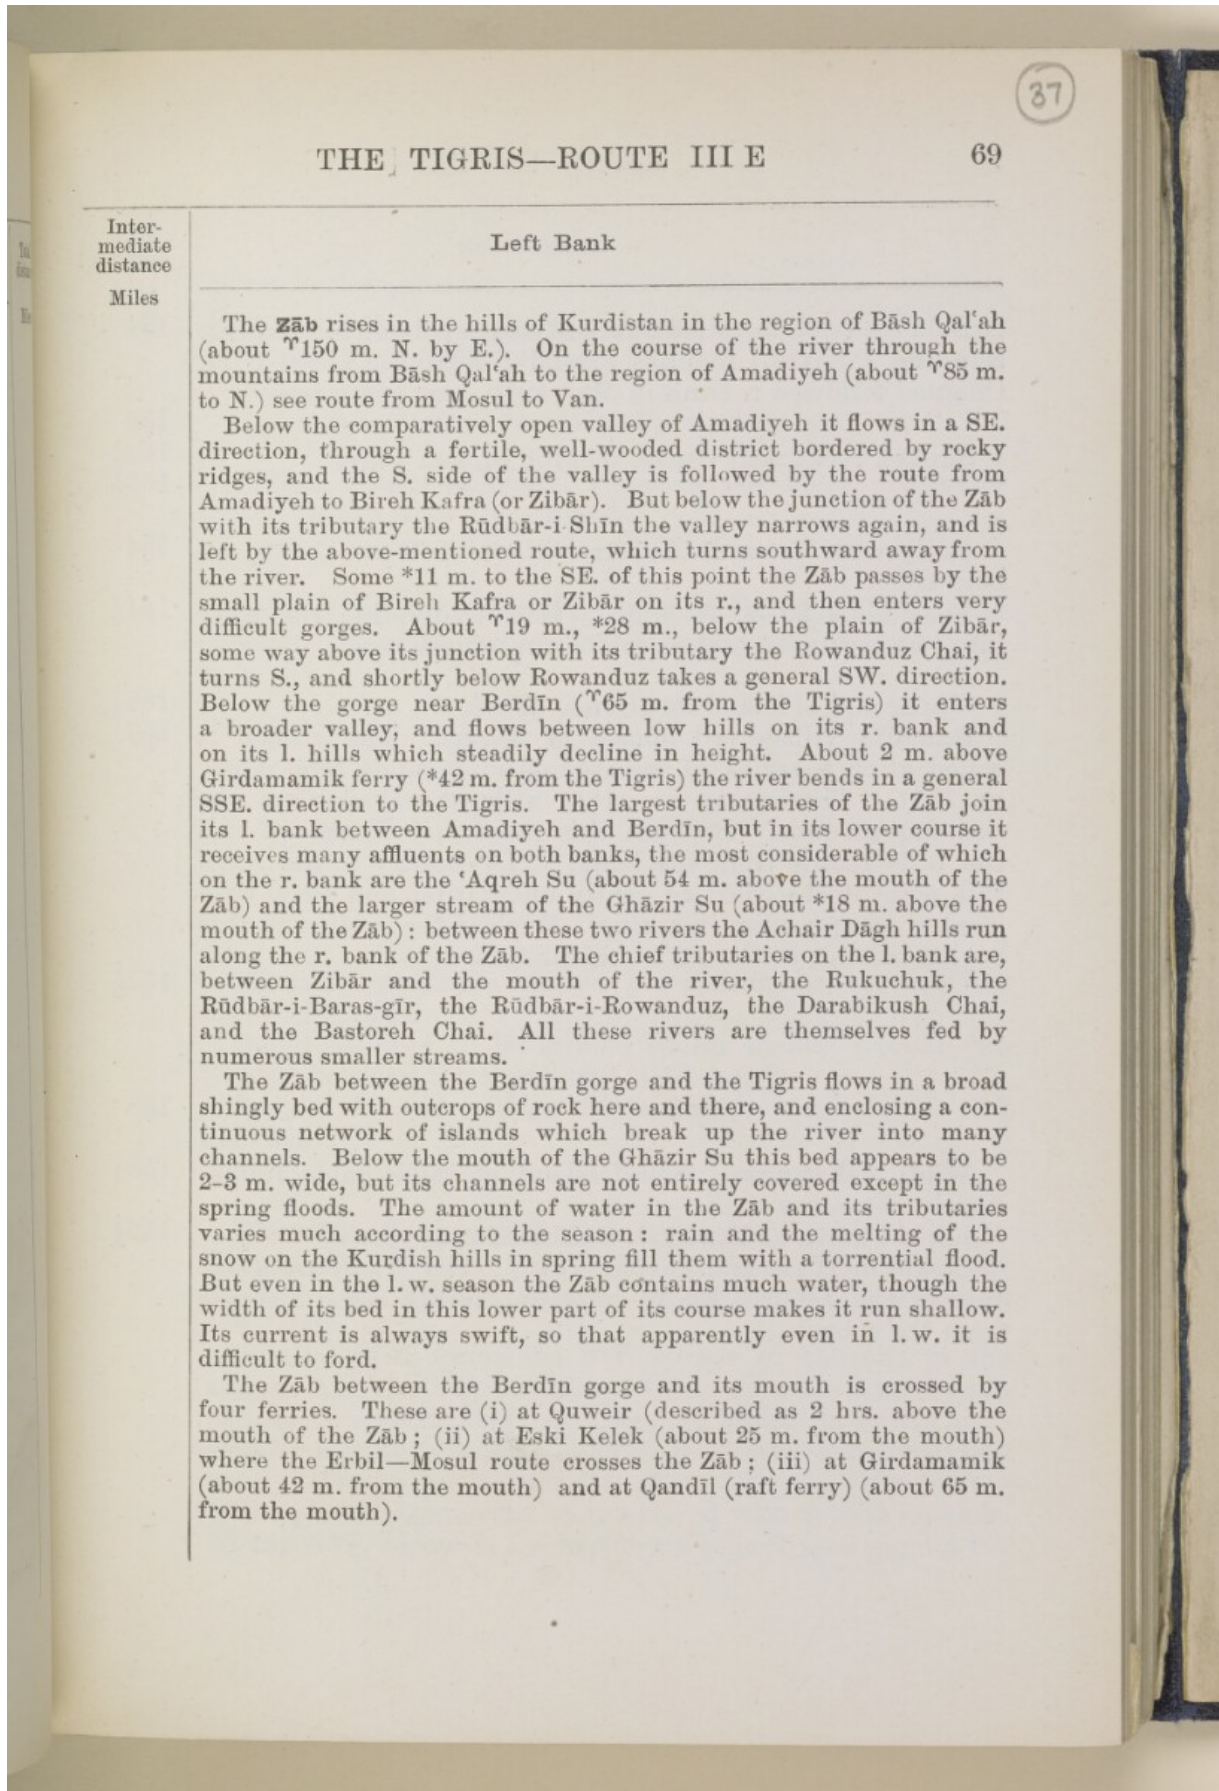 37
THE TIGRIS—ROUTE III E 69
Inter-
mediate
distance
Miles
Left Bank
The Zāb rises in the hills of Kurdistan in the region of Bāsh Qalʿah
(about ♈150 m. N. by E.). On the course of the river through the
mountains from Bāsh Qalʿah to the region of Amadiyeh (about ♈85 m.
to N.) see route from Mosul to Van.
Below the comparatively open valley of Amadiyeh it flows in a SE.
direction, through a fertile, well-wooded district bordered by rocky
ridges, and the S. side of the valley is followed by the route from
Amadiyeh to Bireh Kafra (or Zibār). But below the junction of the Zāb
with its tributary the Rūdbār-i-Shīn the valley narrows again, and is
left by the above-mentioned route, which turns southward away from
the river. Some *11 m. to the SE. of this point the Zāb passes by the
small plain of Bireh Kafra or Zibār on its r., and then enters very
difficult gorges. About ♈19 m., *28 m., below the plain of Zibār,
some way above its junction with its tributary the Rowanduz Chai, it
turns S., and shortly below Rowanduz takes a general SW. direction.
Below the gorge near Berdīn (♈65 m. from the Tigris) it enters
a broader valley, and flows between low hills on its r. bank and
on its l. hills which steadily decline in height. About 2 m. above
Girdamamik ferry (*42 m. from the Tigris) the river bends in a general
SSE. direction to the Tigris. The largest tributaries of the Zāb join
its l. bank between Amadiyeh and Berdīn, but in its lower course it
receives many affluents on both banks, the most considerable of which
on the r. bank are the ʿAqreh Su (about 54 m. above the mouth of the
Zāb) and the larger stream of the Ghāzir Su (about *18 m. above the
mouth of the Zāb) : between these two rivers the Achair Dāgh hills run
along the r. bank of the Zāb. The chief tributaries on the l. bank are,
between Zibār and the mouth of the river, the Rukuchuk, the
Rūdbār-i-Baras-gīr, the Rūdbār-i-Rowanduz, the Darabikush Chai,
and the Bastoreh Chai. All these rivers are themselves fed by
numerous smaller streams.
The Zāb between the Berdīn gorge and the Tigris flows in a broad
shingly bed with outcrops of rock here and there, and enclosing a con-
tinuous network of islands which break up the river into many
channels. Below the mouth of the Ghāzir Su this bed appears to be
2–3 m. wide, but its channels are not entirely covered except in the
spring floods. The amount of water in the Zāb and its tributaries
varies much according to the season : rain and the melting of the
snow on the Kurdish hills in spring fill them with a torrential flood.
But even in the l. w. season the Zāb contains much water, though the
width of its bed in this lower part of its course makes it run shallow.
Its current is always swift, so that apparently even in l. w. it is
difficult to ford.
The Zāb between the Berdīn gorge and its mouth is crossed by
four ferries. These are (i) at Quweir (described as 2 hrs. above the
mouth of the Zāb ; (ii) at Eski Kelek (about 25 m. from the mouth)
where the Erbil—Mosul route crosses the Zāb ; (iii) at Girdamamik
(about 42 m. from the mouth) and at Qandīl (raft ferry) (about 65 m.
from the mouth).